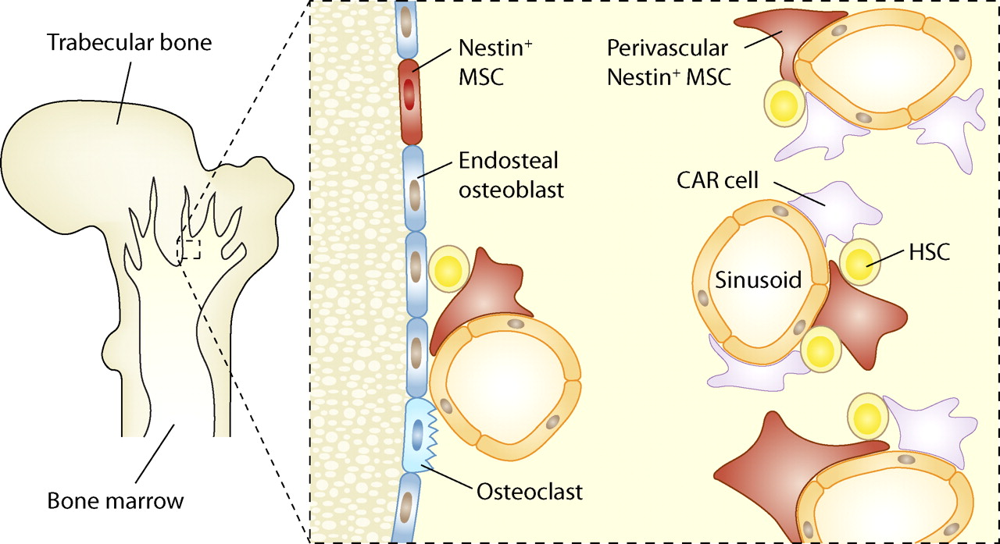 Trabecular bone
Bone marrow
Nestin⁺
MSC
Endosteal
osteoblast
Osteoclast
Perivascular
Nestin⁺ MSC
CAR cell
HSC
Sinusoid